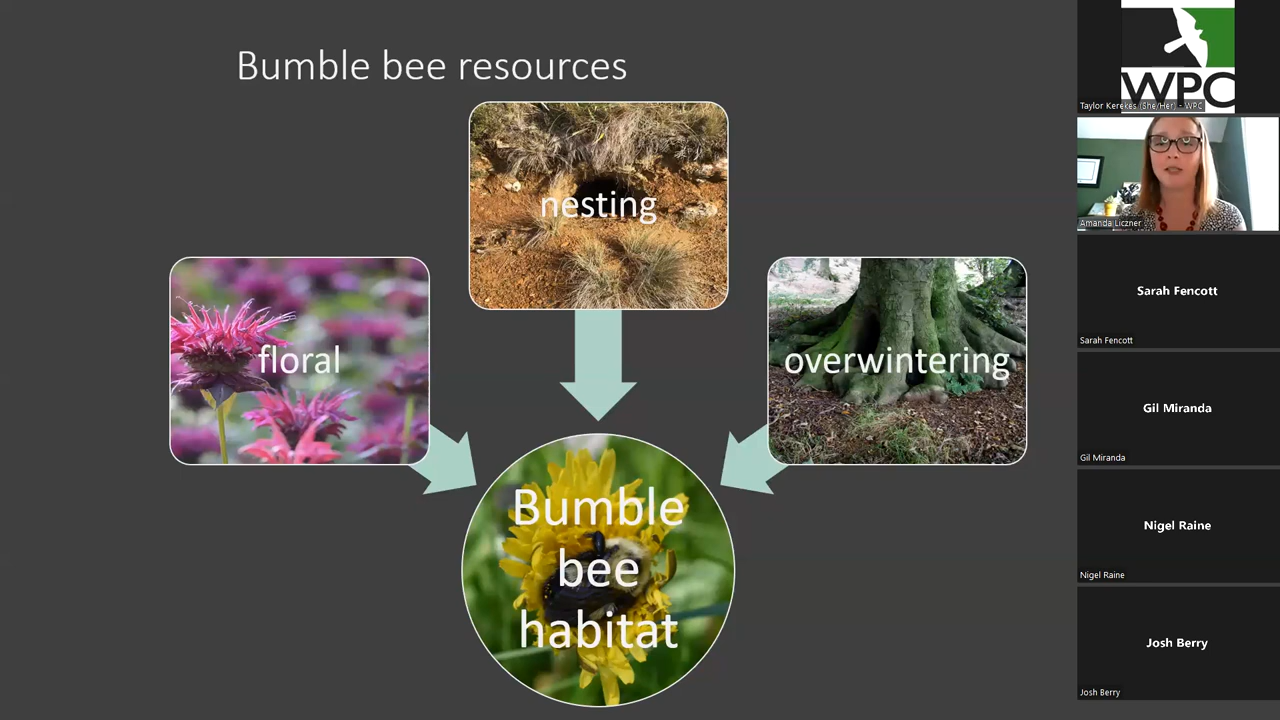 Bumble bee resources
nesting
floral
overwintering
Bumble
bee
habitat
WPC
Taylor Kerekes (She/Her) - WPC
Amanda Liczner
Sarah Fencott
Sarah Fencott
Gil Miranda
Gil Miranda
Nigel Raine
Nigel Raine
Josh Berry
Josh Berry